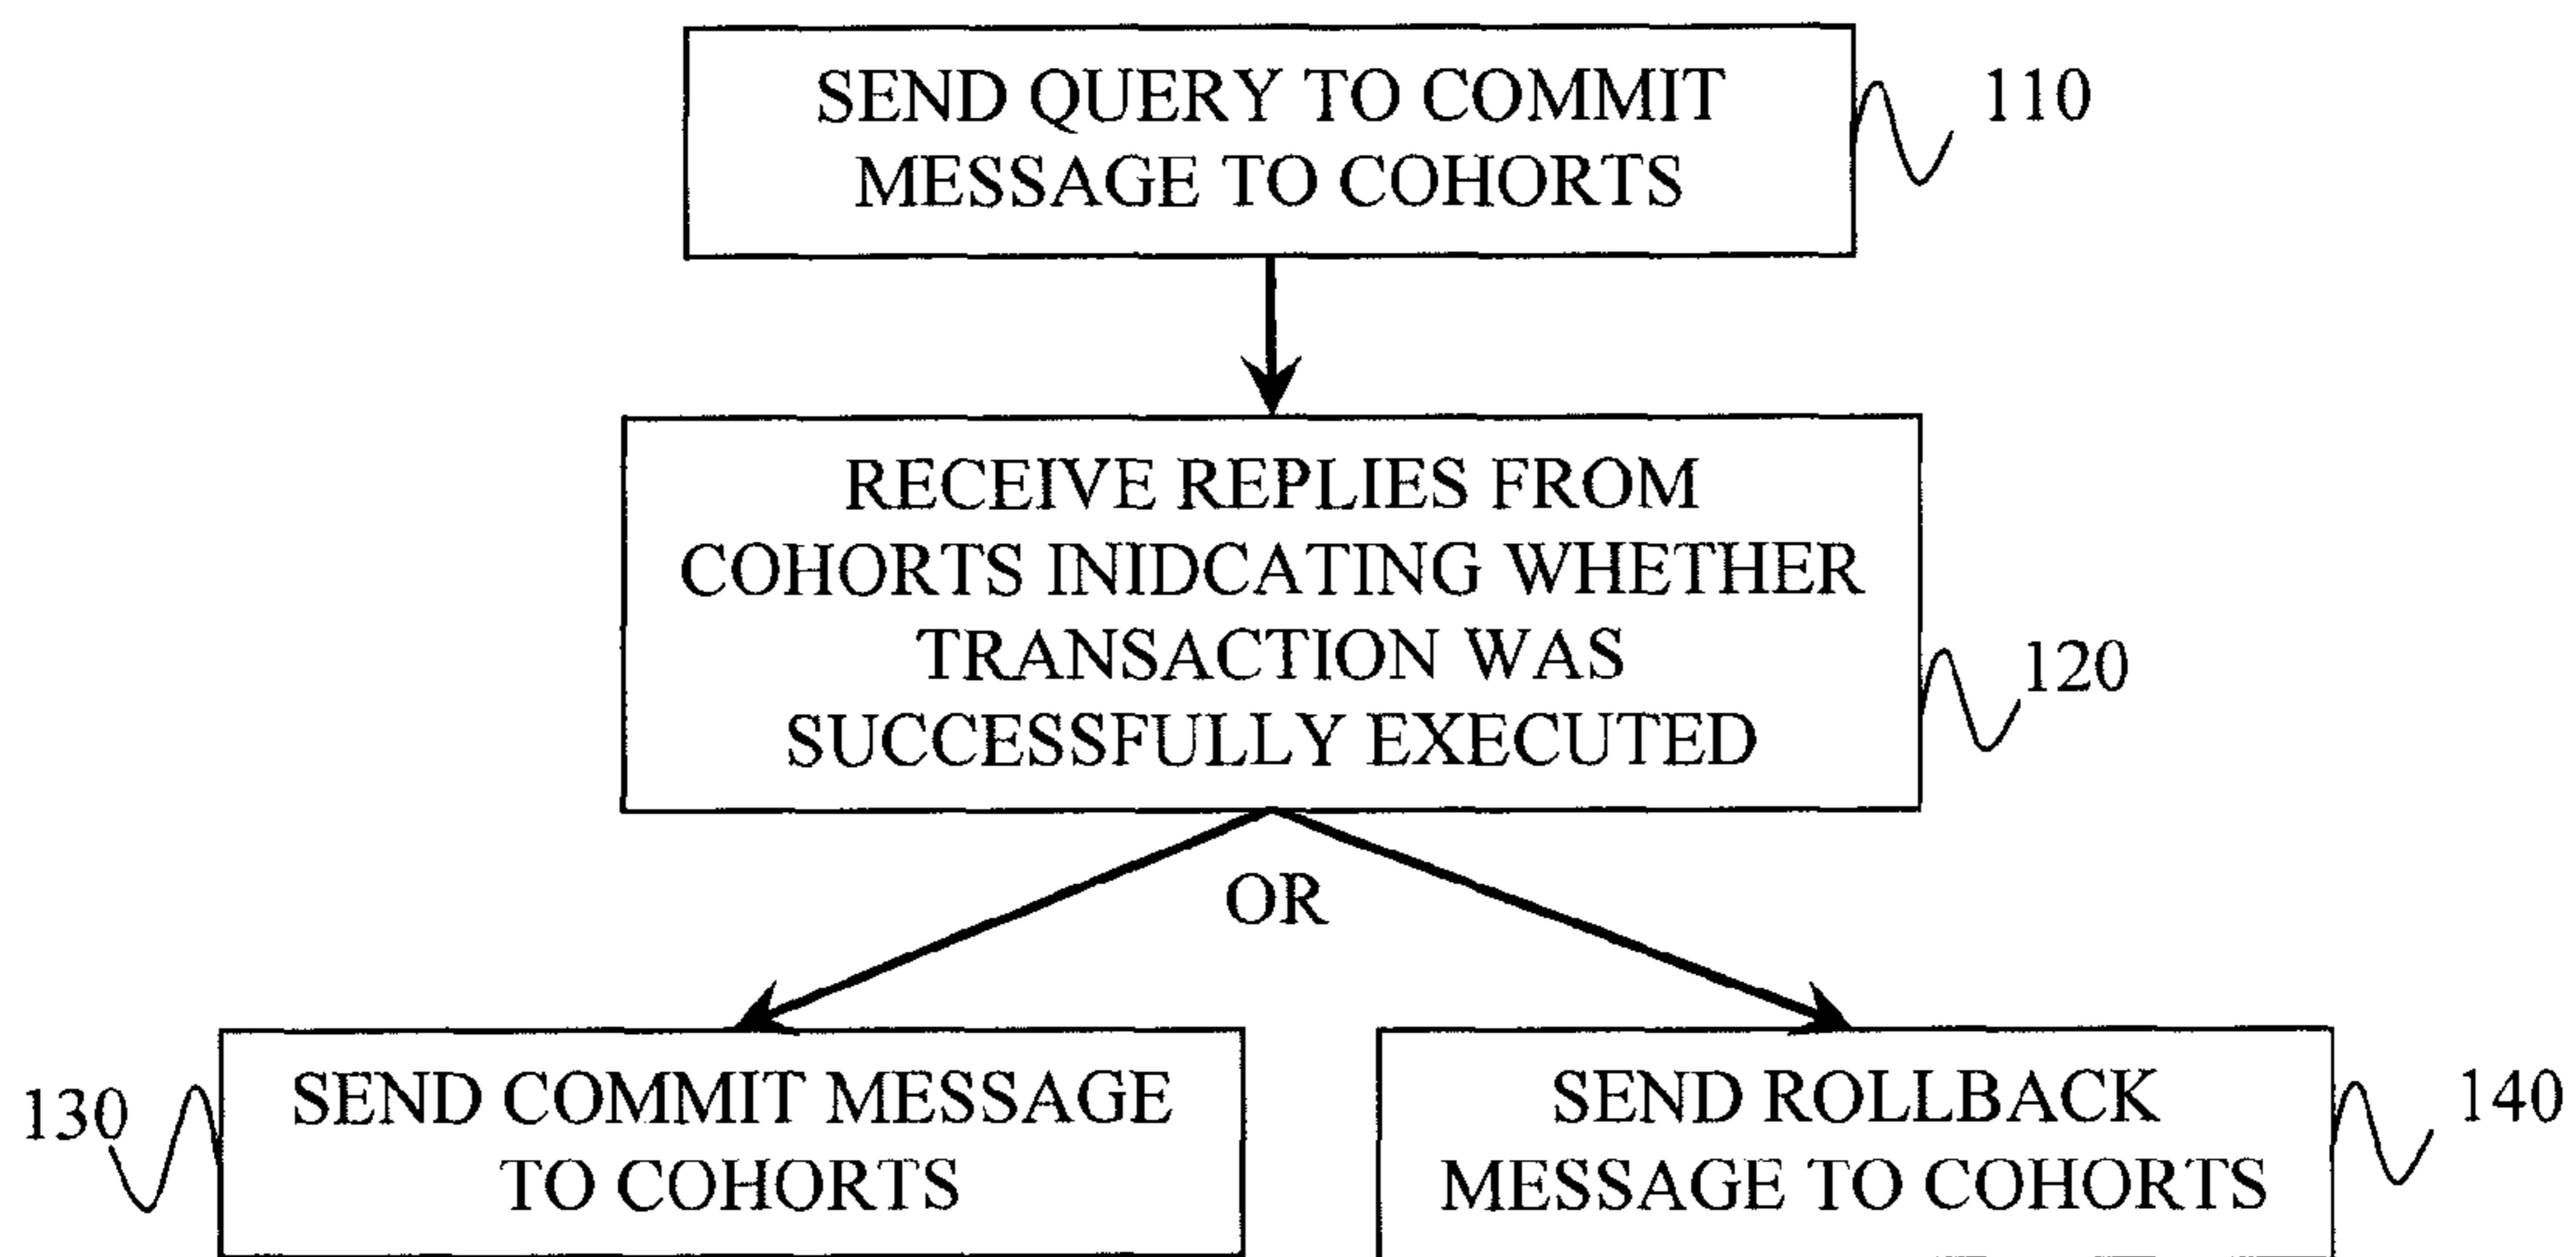 SEND QUERY TO COMMIT
MESSAGE TO COHORTS
110
RECEIVE REPLIES FROM
COHORTS INIDCATING WHETHER
TRANSACTION WAS
SUCCESSFULLY EXECUTED
120
OR
130
SEND COMMIT MESSAGE
TO COHORTS
SEND ROLLBACK
MESSAGE TO COHORTS
140